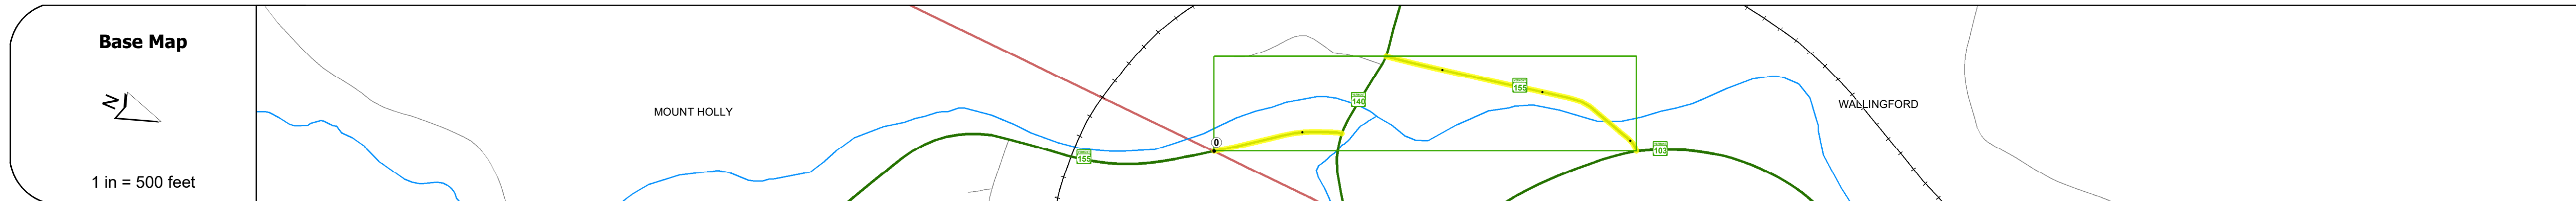 Base Map
N
1 in = 500 feet
MOUNT HOLLY
155
0
140
155
103
WALLINGFORD